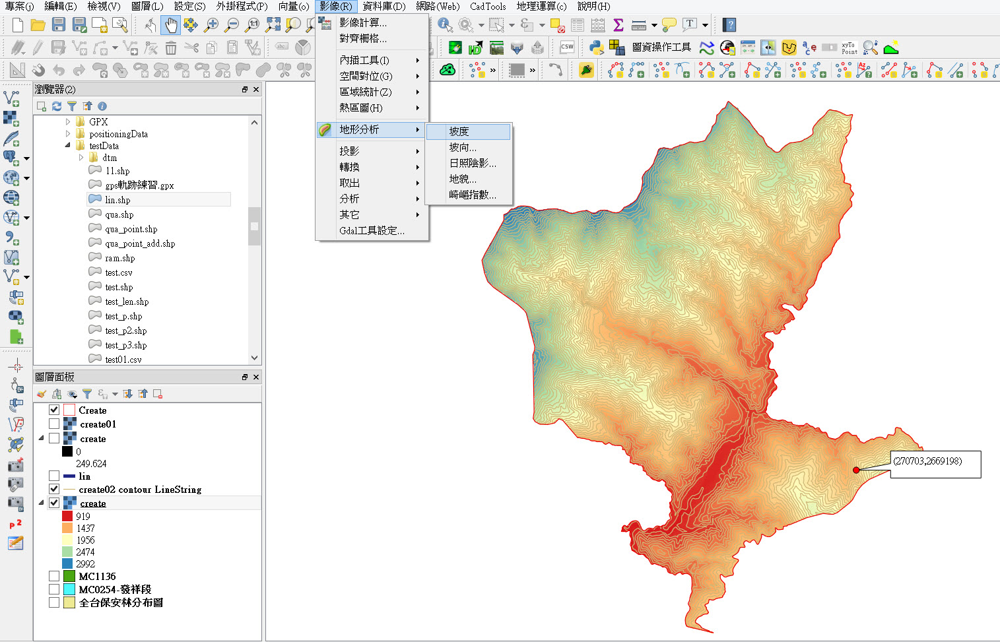 專案(j) 編輯(E) 檢視(V) 圖層(L) 設定(S) 外掛程式(P) 向量(o) 影像(R) 資料庫(D) 網路(Web) CadTools 地理運算(c) 說明(H)
影像計算...
對齊柵格...
內插工具(I)
空間對位(G)
區域統計(Z)
熱區圖(H)
地形分析
投影
轉換
取出
分析
其它
Gdal工具設定...
坡度
坡向...
日照陰影...
地貌...
崎嶇指數...
1:1
T
?
abc
CSW
圖資操作工具
xyTo
Point
瀏覽器(2)
GPX
positioningData
testData
dtm
11.shp
gps軌跡練習.gpx
lin.shp
qua.shp
qua_point.shp
qua_point_add.shp
ram.shp
test.csv
test.shp
test_len.shp
test_p.shp
test_p2.shp
test_p3.shp
test01.csv
圖層面板
Create
create01
create
0
249.624
lin
create02 contour LineString
create
919
1437
1956
2474
2992
MC1136
MC0254-發祥段
全台保安林分布圖
P2
(270703,2669198)